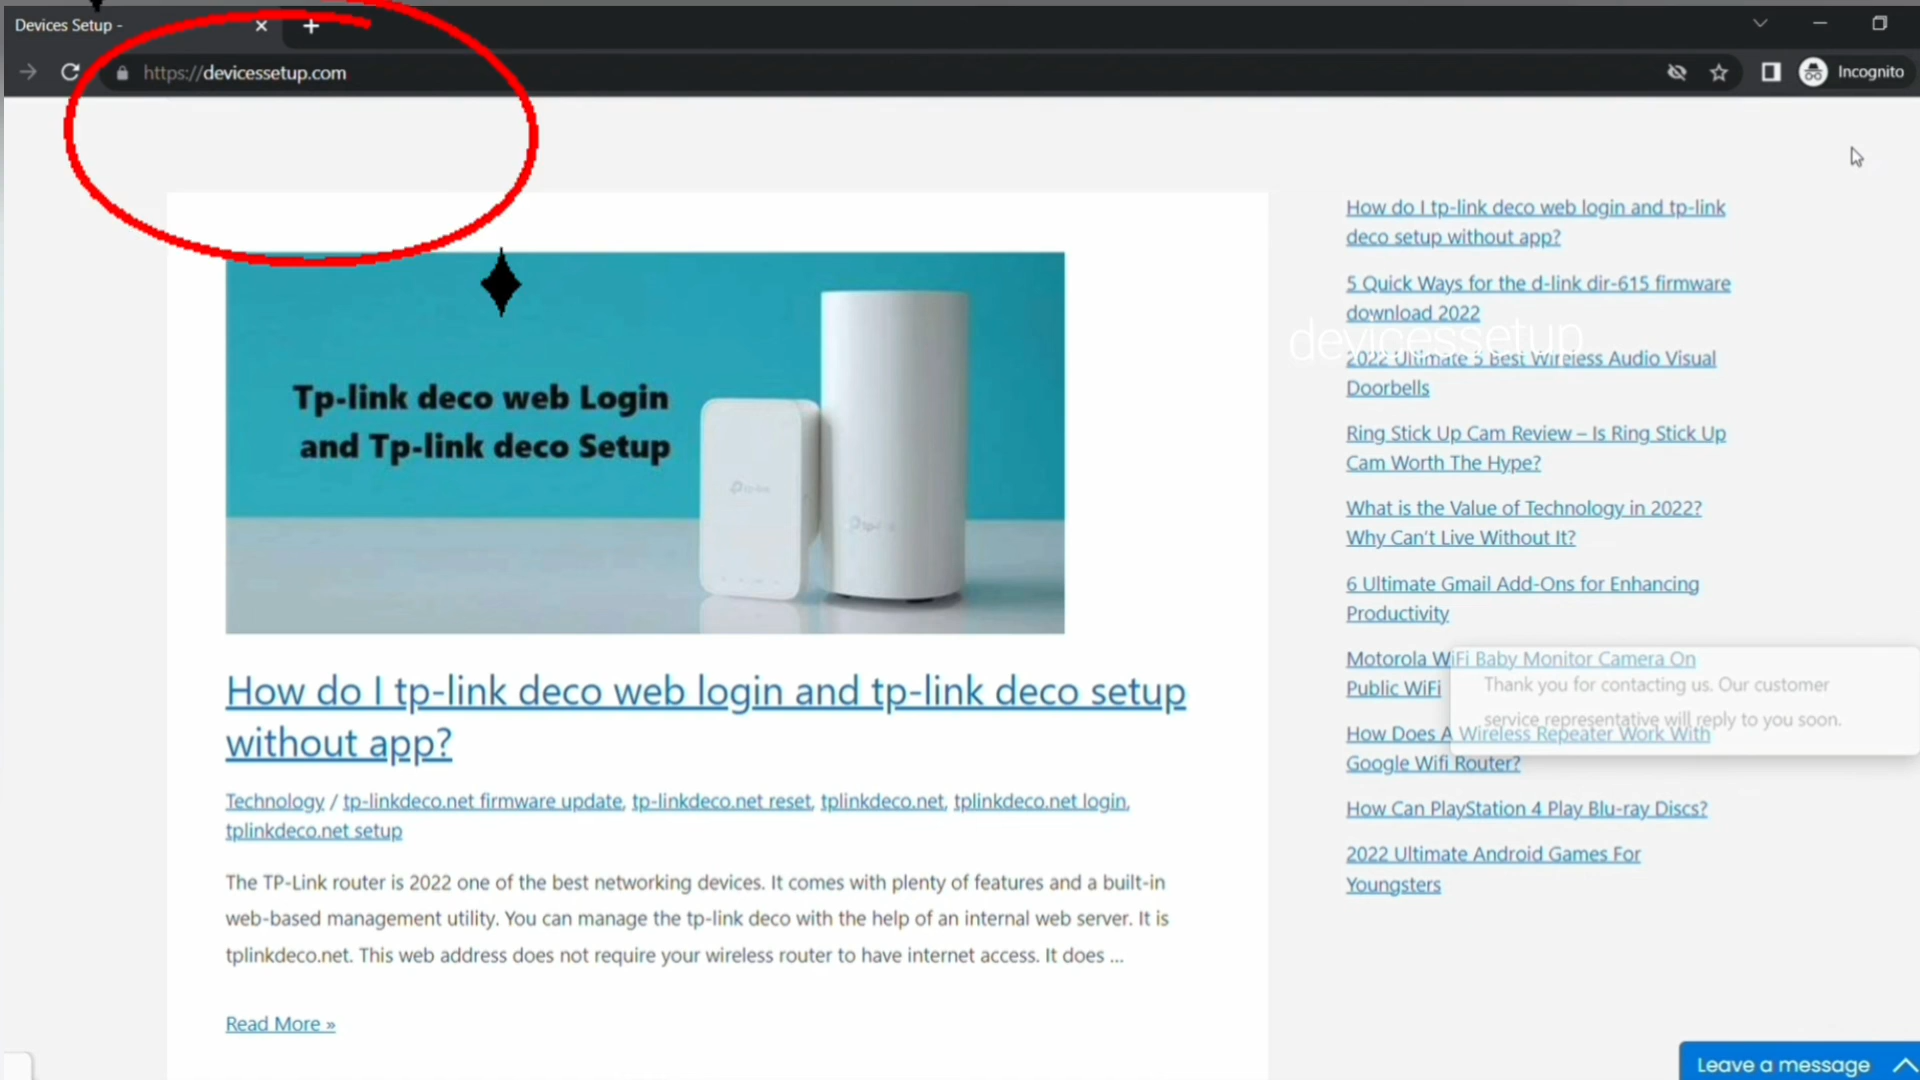 Devices Setup -
https://devicessetup.com
Incognito
Tp-link deco web Login
and Tp-link deco Setup
tp-link
tp-link
How do I tp-link deco web login and tp-link deco setup
without app?
Technology / tp-linkdeco.net firmware update, tp-linkdeco.net reset, tplinkdeco.net, tplinkdeco.net login,
tplinkdeco.net setup
The TP-Link router is 2022 one of the best networking devices. It comes with plenty of features and a built-in
web-based management utility. You can manage the tp-link deco with the help of an internal web server. It is
tplinkdeco.net. This web address does not require your wireless router to have internet access. It does ...
Read More »
How do I tp-link deco web login and tp-link
deco setup without app?
5 Quick Ways for the d-link dir-615 firmware
download 2022
devicessetup
2022 Ultimate 5 Best Wireless Audio Visual
Doorbells
Ring Stick Up Cam Review – Is Ring Stick Up
Cam Worth The Hype?
What is the Value of Technology in 2022?
Why Can't Live Without It?
6 Ultimate Gmail Add-Ons for Enhancing
Productivity
Motorola WiFi Baby Monitor Camera On
Public WiFi
Thank you for contacting us. Our customer
service representative will reply to you soon.
How Does A Wireless Repeater Work With
Google Wifi Router?
How Can PlayStation 4 Play Blu-ray Discs?
2022 Ultimate Android Games For
Youngsters
Leave a message